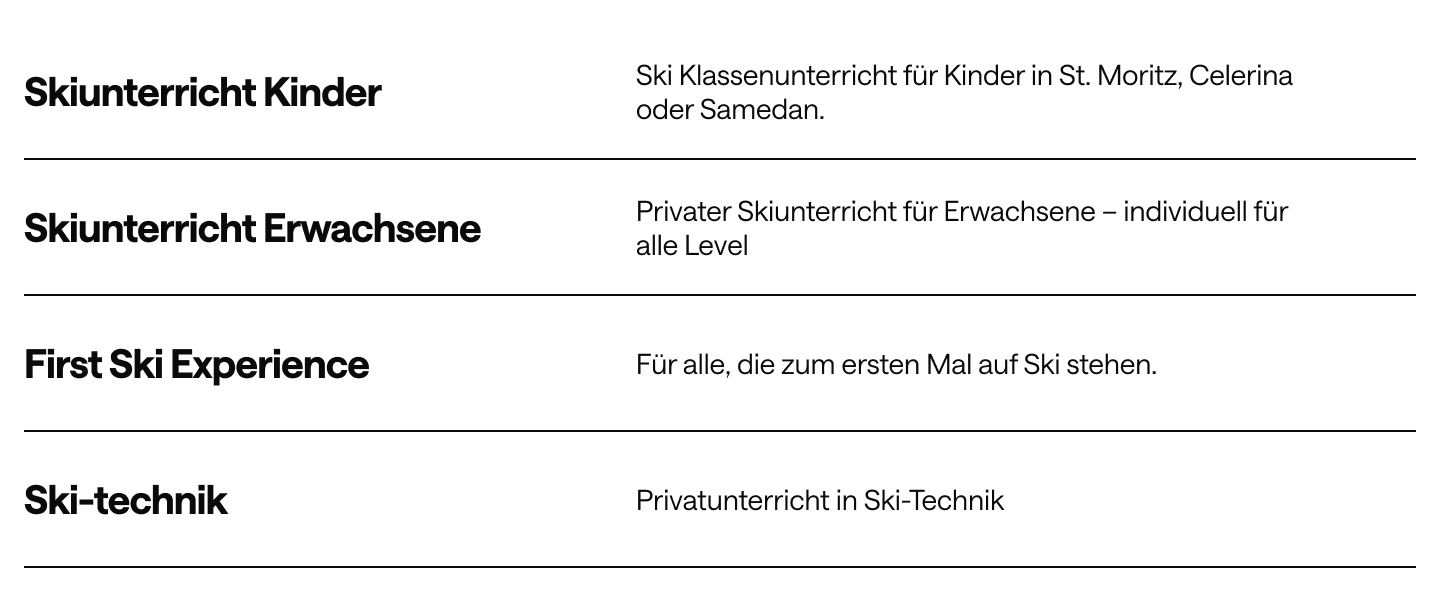 Skiunterricht Kinder
Ski Klassenunterricht für Kinder in St. Moritz, Celerina
oder Samedan.
Skiunterricht Erwachsene
Privater Skiunterricht für Erwachsene – individuell für
alle Level
First Ski Experience
Für alle, die zum ersten Mal auf Ski stehen.
Ski-technik
Privatunterricht in Ski-Technik